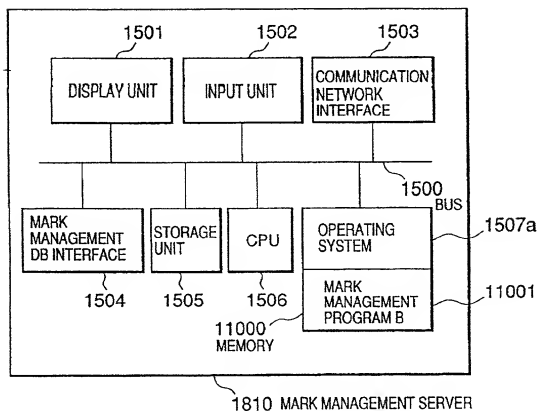 1501
1502
1503
DISPLAY UNIT
INPUT UNIT
COMMUNICATION
NETWORK
INTERFACE
1500
BUS
MARK
MANAGEMENT
DB INTERFACE
STORAGE
UNIT
CPU
OPERATING
SYSTEM
1507a
MARK
MANAGEMENT
PROGRAM B
11001
1504
1505
1506
11000
MEMORY
1810 MARK MANAGEMENT SERVER